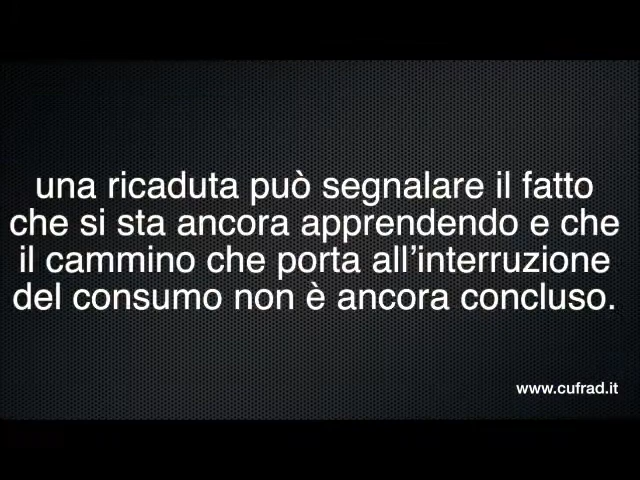 una ricaduta può segnalare il fatto
che si sta ancora apprendendo e che
il cammino che porta all’interruzione
del consumo non è ancora concluso.
www.cufrad.it